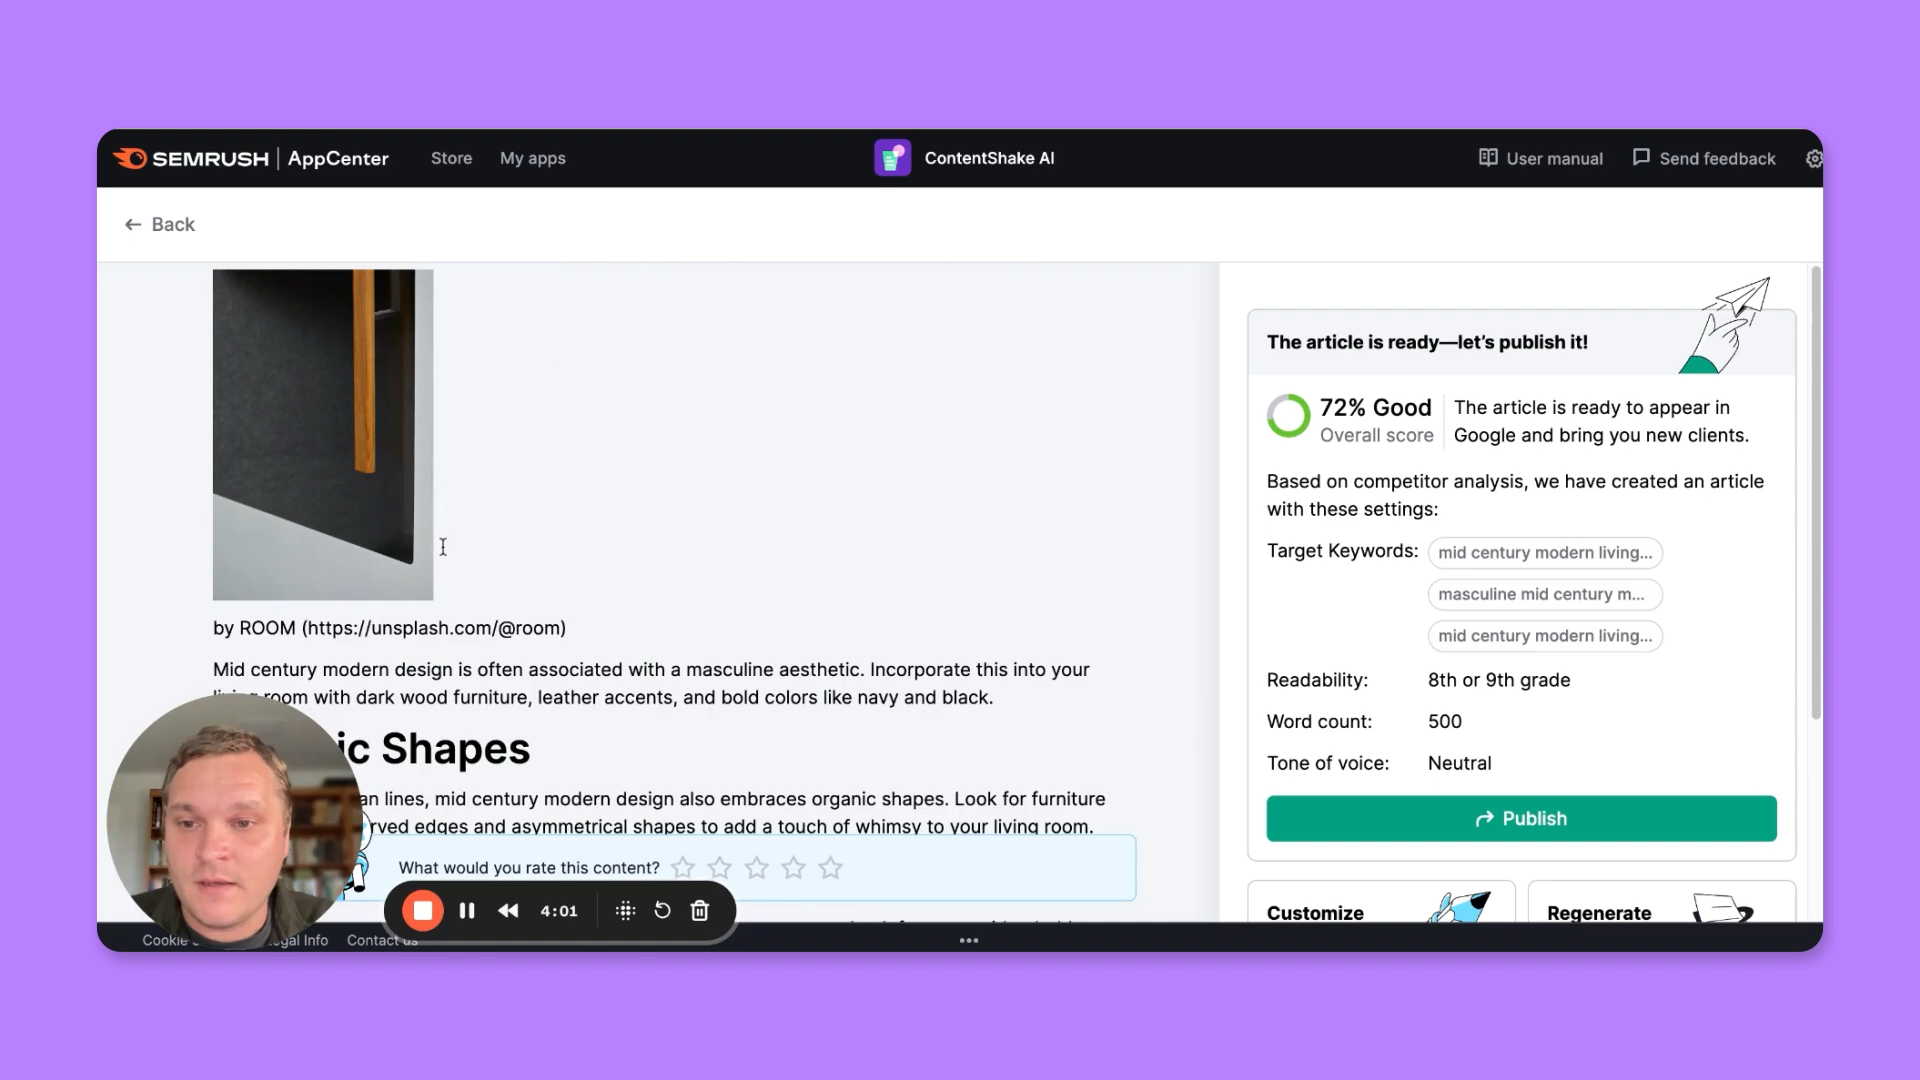 SEMRUSH | AppCenter
Store
My apps
ContentShake AI
User manual
Send feedback
← Back
by ROOM (https://unsplash.com/@room)
Mid century modern design is often associated with a masculine aesthetic. Incorporate this into your
room with dark wood furniture, leather accents, and bold colors like navy and black.
ic Shapes
an lines, mid century modern design also embraces organic shapes. Look for furniture
rved edges and asymmetrical shapes to add a touch of whimsy to your living room.
What would you rate this content?
4:01
The article is ready—let's publish it!
72% Good
Overall score
The article is ready to appear in
Google and bring you new clients.
Based on competitor analysis, we have created an article
with these settings:
Target Keywords:
mid century modern living...
masculine mid century m...
mid century modern living...
Readability: 8th or 9th grade
Word count: 500
Tone of voice: Neutral
Publish
Customize
Regenerate
Cookie
Legal Info
Contact us